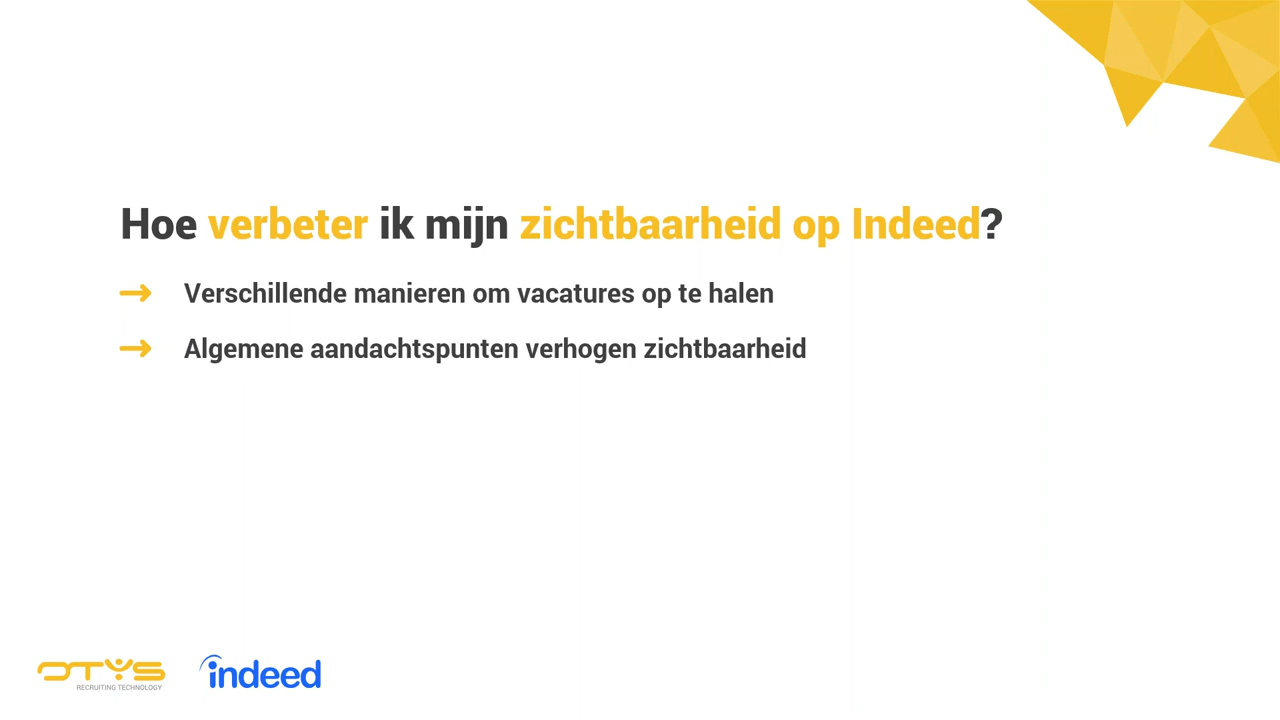 Hoe verbeter ik mijn zichtbaarheid op Indeed?
Verschillende manieren om vacatures op te halen
Algemene aandachtspunten verhogen zichtbaarheid
OTYS
RECRUITING TECHNOLOGY
indeed